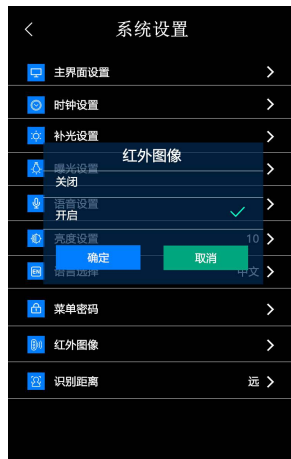 系统设置
主界面设置
时钟设置
补光设置
红外图像
曝光设置
关闭
语音设置
开启
亮度设置 10
确定 取消
EN 语言选择 中文
菜单密码
红外图像
识别距离 远